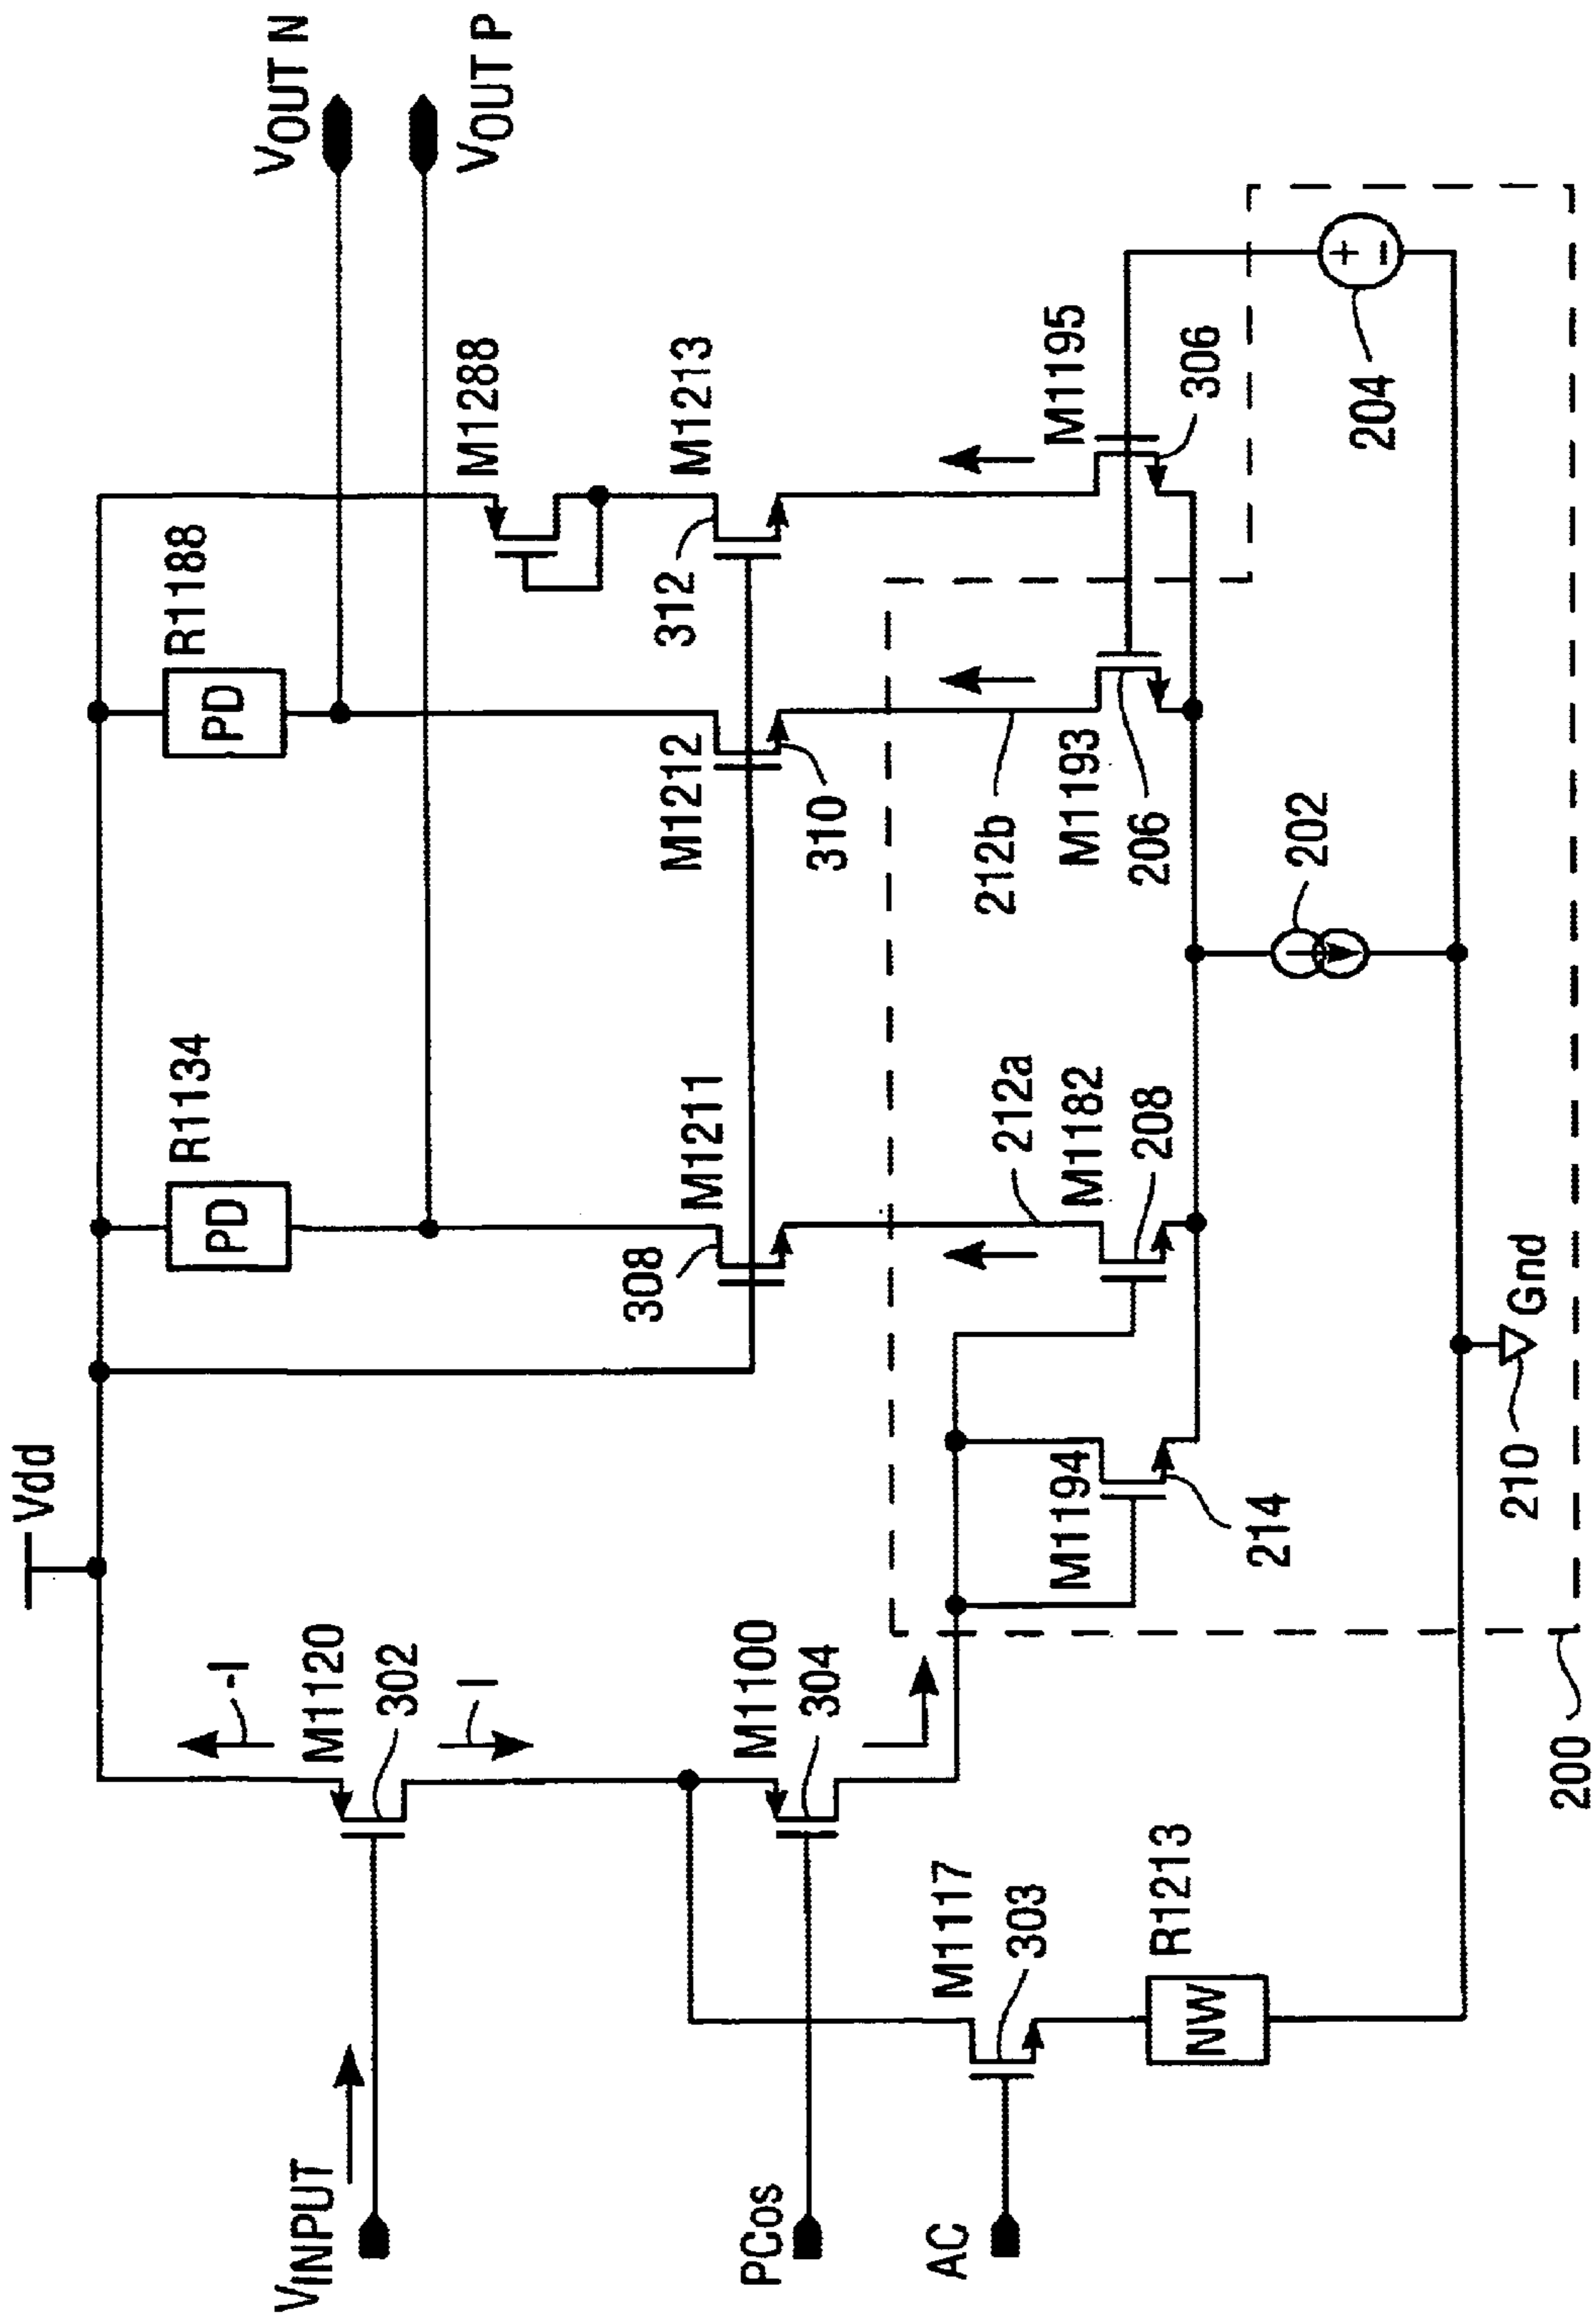 Vdd
VINPUT
-I
M1120
302
I
PCOS
M1100
304
AC
M1117
303
R1213
NW
R1134
PD
R1188
PD
VOUT N
VOUT P
M1288
M1211
308
M1212
310
M1213
312
212a
M1182
208
M1194
214
212b
M1193
206
M1195
306
202
204
Gnd
210
200